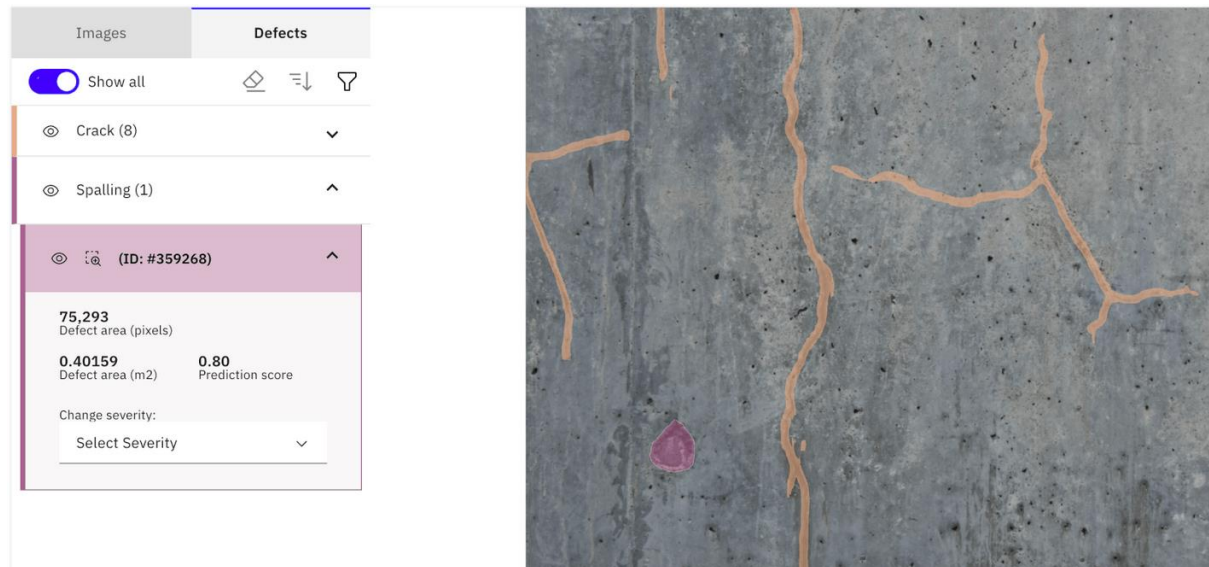 Images
Defects
Show all
Crack (8)
Spalling (1)
(ID: #359268)
75,293
Defect area (pixels)
0.40159 0.80
Defect area (m2) Prediction score
Change severity:
Select Severity